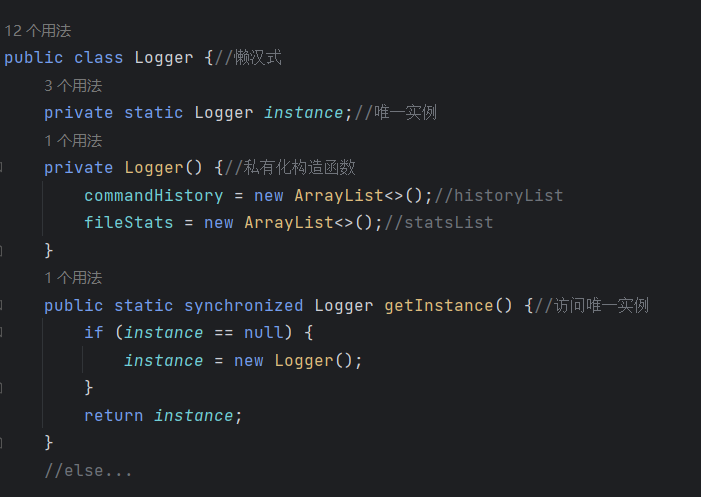 12 个用法
public class Logger {//懒汉式
3 个用法
private static Logger instance;//唯一实例
1 个用法
private Logger() {//私有化构造函数
commandHistory = new ArrayList<>();//historyList
fileStats = new ArrayList<>();//statsList
}
1 个用法
public static synchronized Logger getInstance() {//访问唯一实例
if (instance == null) {
instance = new Logger();
}
return instance;
}
//else...